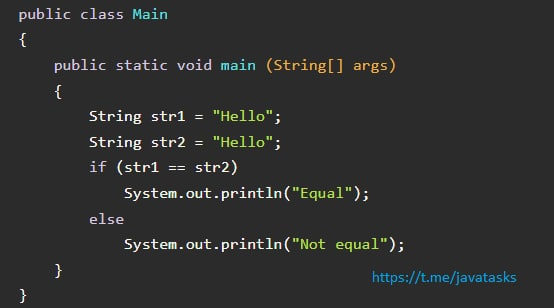 public class Main
{
    public static void main (String[] args)
    {
        String str1 = "Hello";
        String str2 = "Hello";
        if (str1 == str2)
            System.out.println("Equal");
        else
            System.out.println("Not equal");
    }
https://t.me/javatasks
}